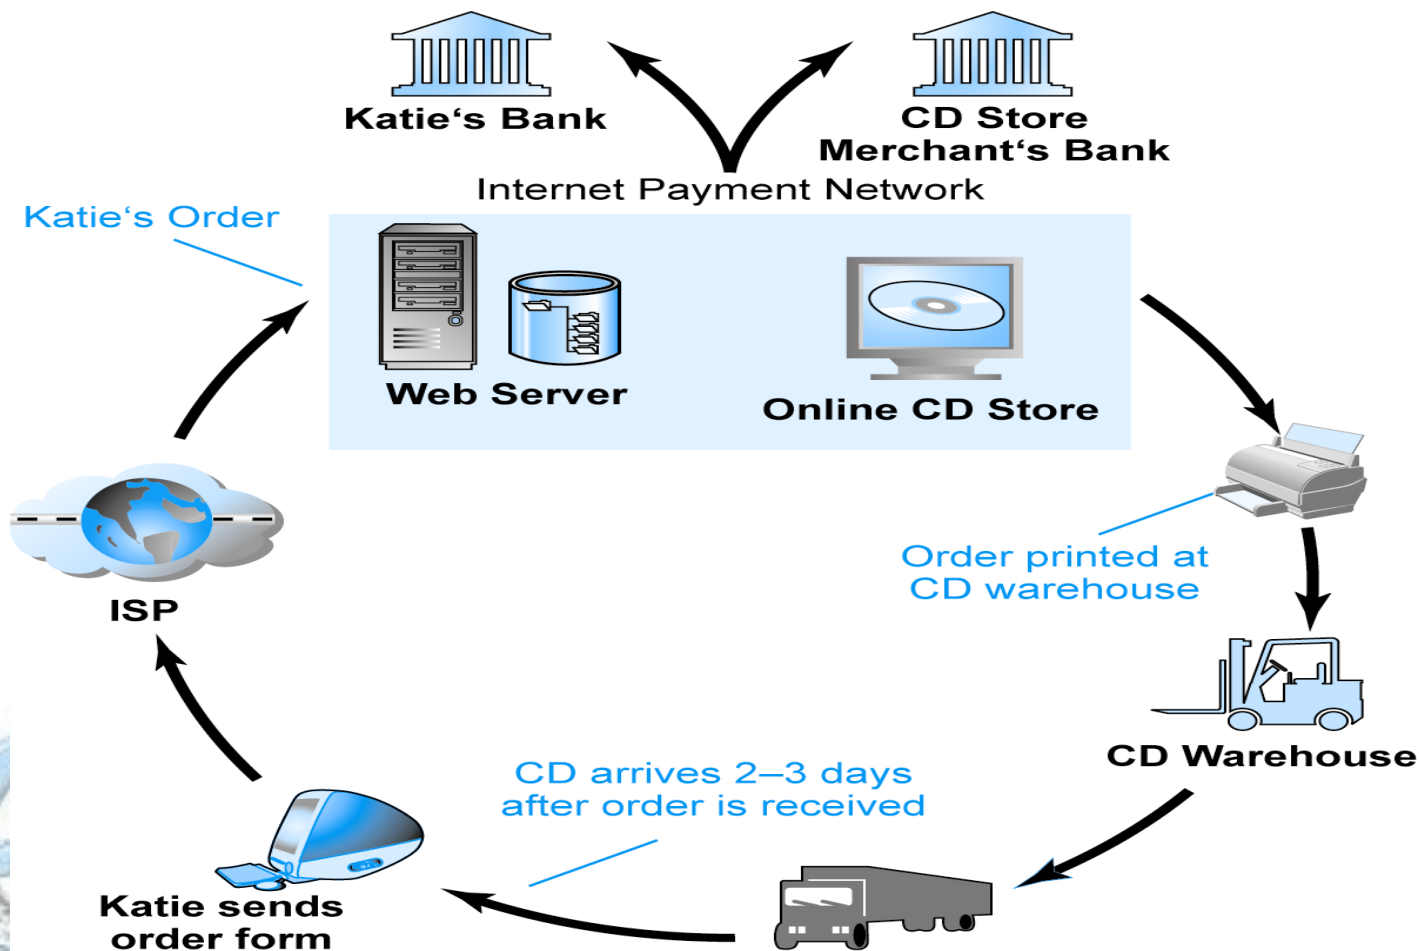 Katie‘s Bank
CD Store
Merchant‘s Bank
Internet Payment Network
Katie‘s Order
Web Server
Online CD Store
ISP
Order printed at
CD warehouse
CD Warehouse
CD arrives 2–3 days
after order is received
Katie sends
order form